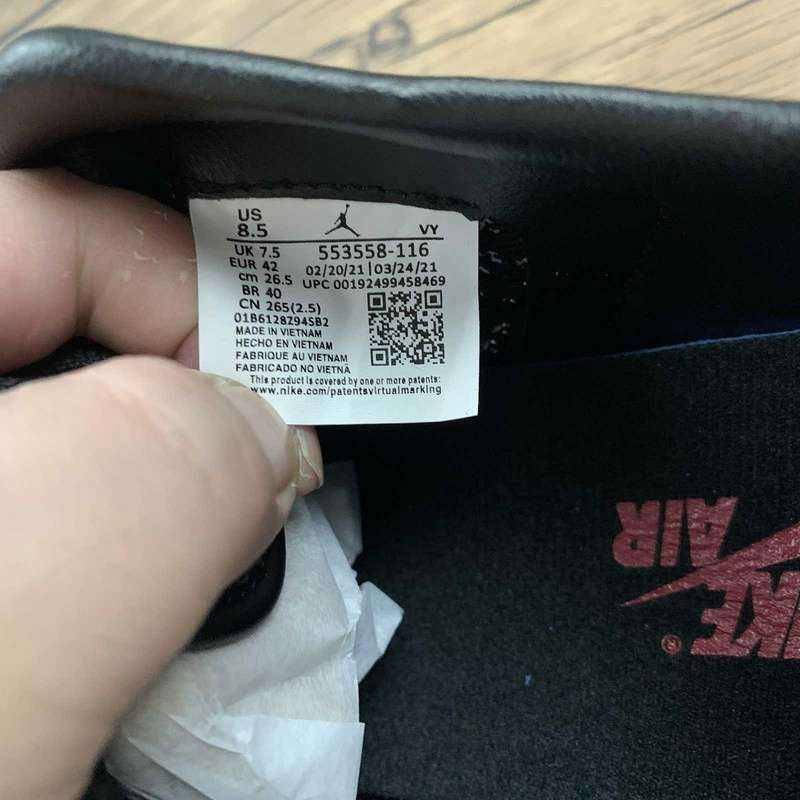 US
8.5
VY
UK 7.5
553558-116
EUR 42
02/20/21 | 03/24/21
cm 26.5
UPC 00192499458469
BR 40
CN 265(2.5)
01B6128Z94SB2
MADE IN VIETNAM
HECHO EN VIETNAM
FABRIQUE AU VIETNAM
FABRICADO NO VIETNÃ
This product is covered by one or more patents:
www.nike.com/patentsvirtualmarking
AIR
®